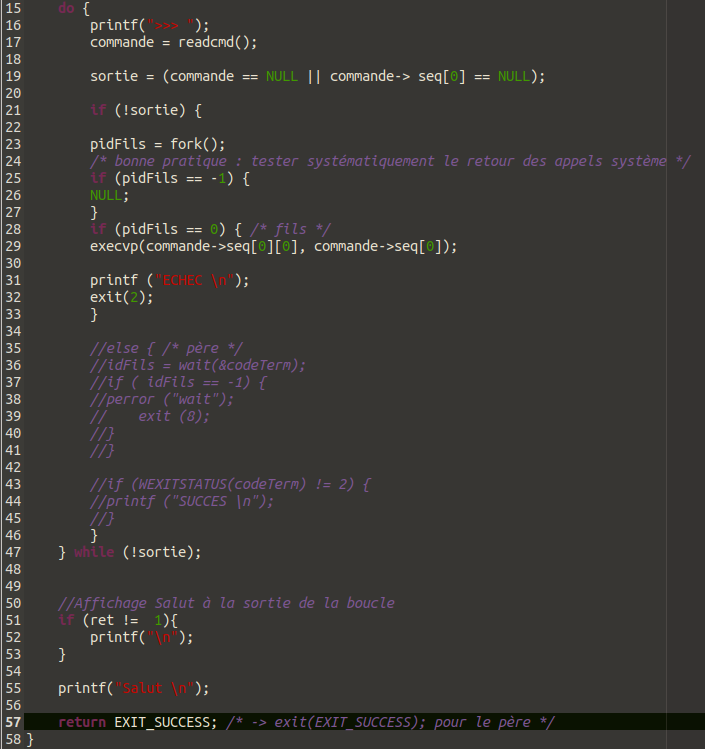 15 do {
16 printf(">>> ");
17 commande = readcmd();
18
19 sortie = (commande == NULL || commande-> seq[0] == NULL);
20
21 if (!sortie) {
22
23 pidFils = fork();
24 /* bonne pratique : tester systématiquement le retour des appels système */
25 if (pidFils == -1) {
26 NULL;
27 }
28 if (pidFils == 0) { /* fils */
29 execvp(commande->seq[0][0], commande->seq[0]);
30
31 printf ("ECHEC \n");
32 exit(2);
33 }
34
35 //else { /* père */
36 //idFils = wait(&codeTerm);
37 //if ( idFils == -1) {
38 //perror ("wait");
39 //    exit (8);
40 //}
41 //}
42
43 //if (WEXITSTATUS(codeTerm) != 2) {
44 //printf ("SUCCES \n");
45 //}
46 }
47 } while (!sortie);
48
49
50 //Affichage Salut à la sortie de la boucle
51 if (ret !=  1){
52 printf("\n");
53 }
54
55 printf("Salut \n");
56
57 return EXIT_SUCCESS; /* -> exit(EXIT_SUCCESS); pour le père */
58 }